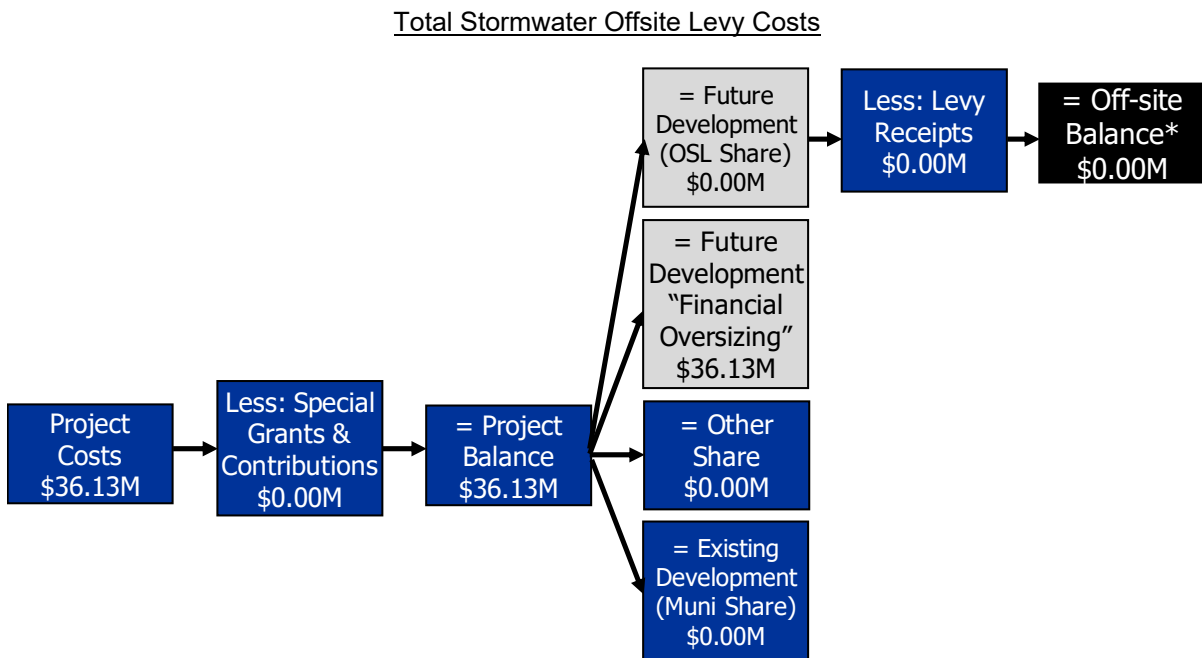 Total Stormwater Offsite Levy Costs
Project
Costs
$36.13M
Less: Special
Grants &
Contributions
$0.00M
= Project
Balance
$36.13M
= Future
Development
(OSL Share)
$0.00M
Less: Levy
Receipts
$0.00M
= Off-site
Balance*
$0.00M
= Future
Development
“Financial
Oversizing”
$36.13M
= Other
Share
$0.00M
= Existing
Development
(Muni Share)
$0.00M